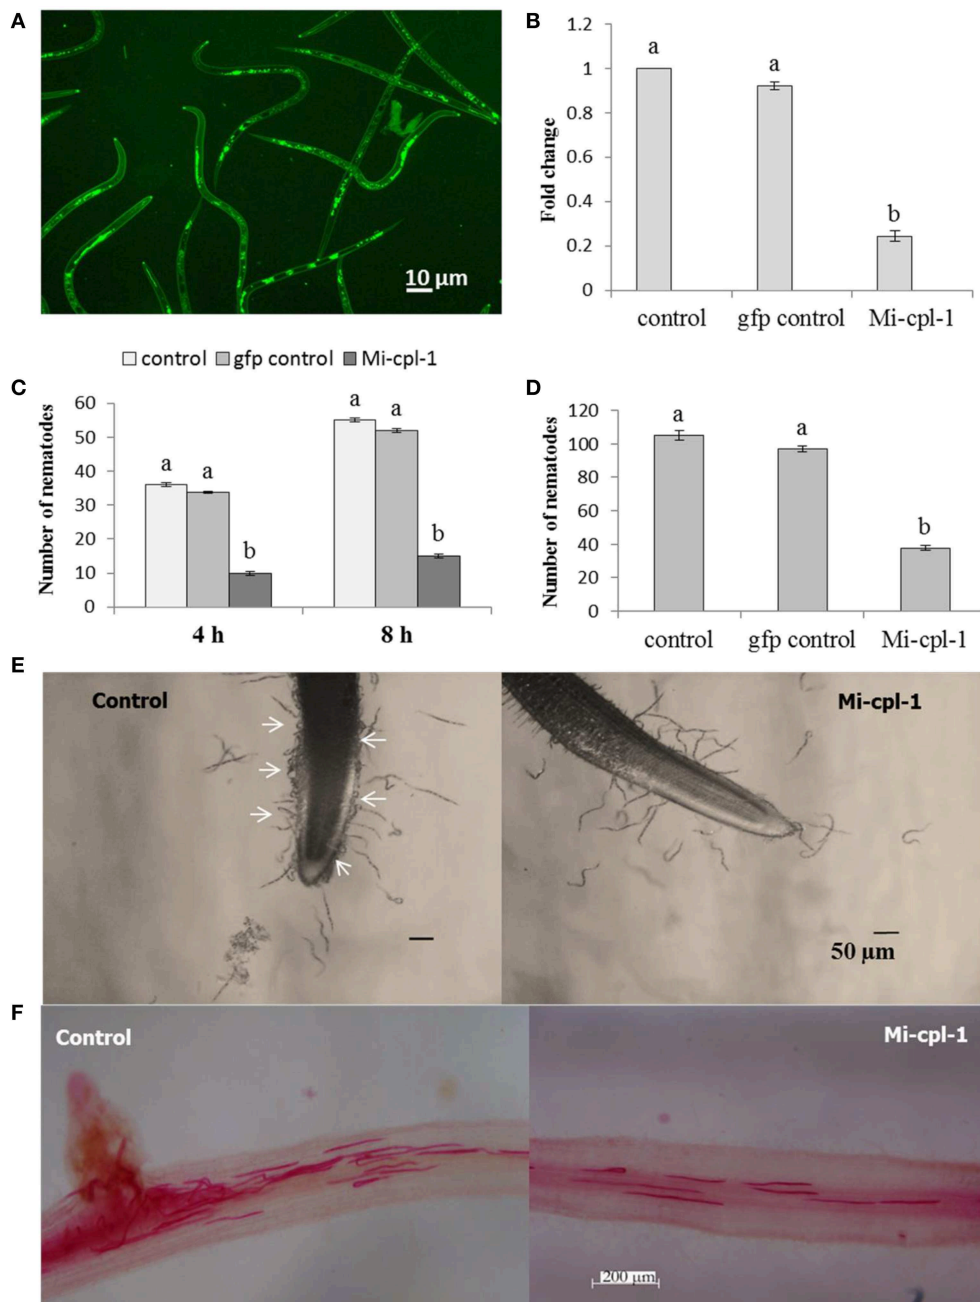 A
10 µm
B
Fold change
1.2
1
0.8
0.6
0.4
0.2
0
a
a
b
control
gfp control
Mi-cpl-1
control
gfp control
Mi-cpl-1
C
Number of nematodes
60
50
40
30
20
10
0
a
a
b
a
a
b
4 h
8 h
D
Number of nematodes
120
100
80
60
40
20
0
a
a
b
control
gfp control
Mi-cpl-1
E
Control
Mi-cpl-1
50 µm
F
Control
Mi-cpl-1
200 µm